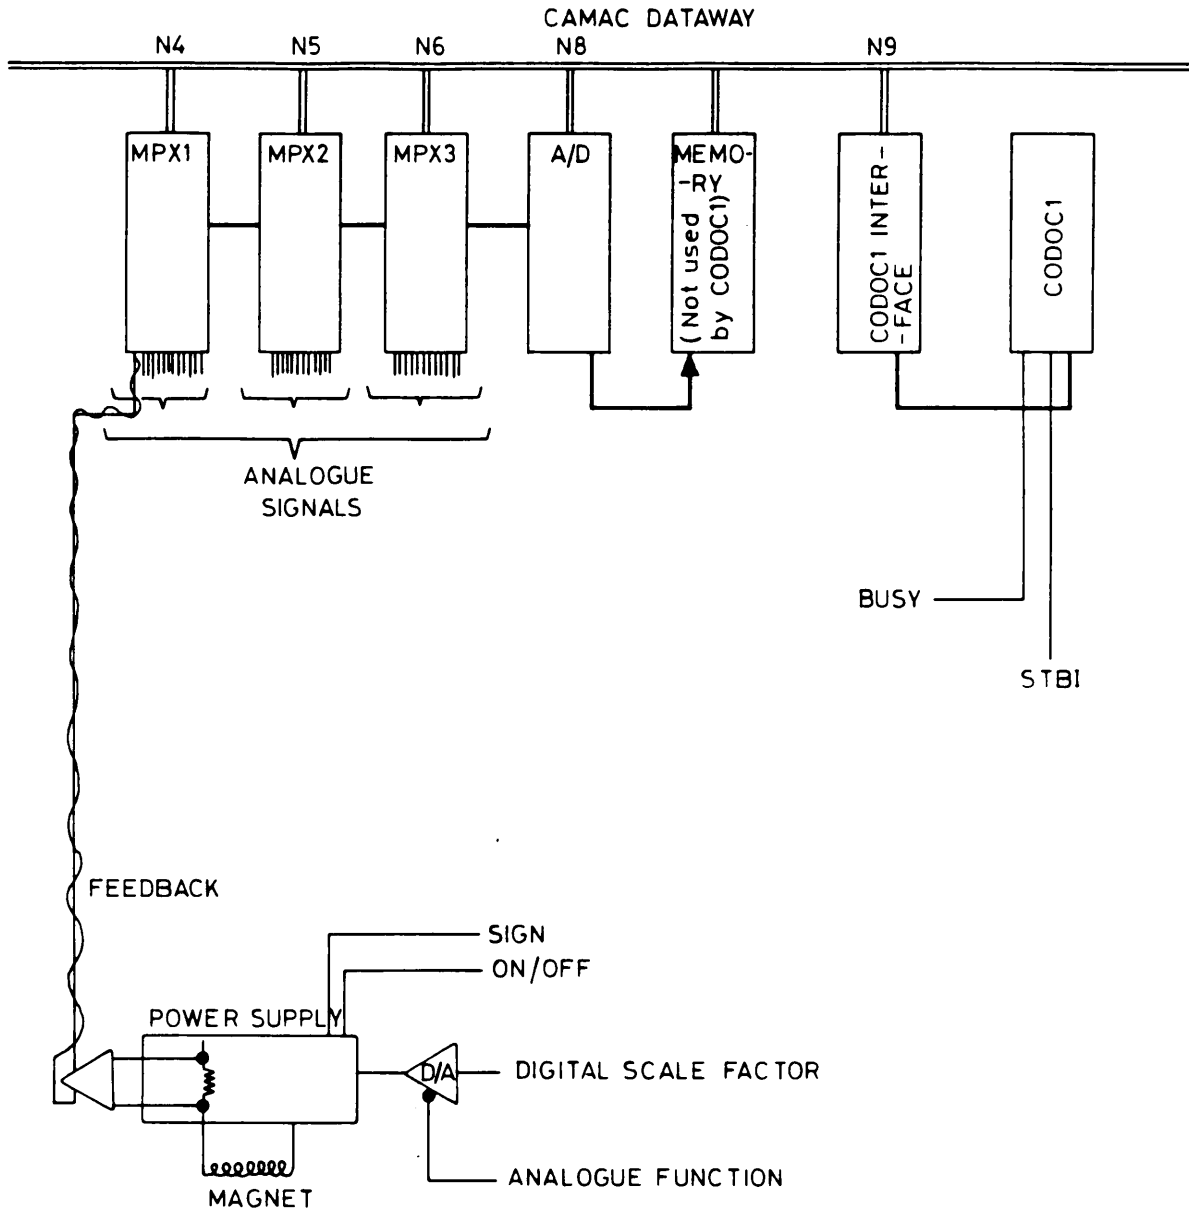 CAMAC DATAWAY
N4 N5 N6 N8 N9
MPX1
MPX2
MPX3
A/D
MEMO-
-RY
(Not used
by CODOC1)
CODOC1 INTER-
-FACE
CODOC1
ANALOGUE
SIGNALS
BUSY
STBI
FEEDBACK
SIGN
ON/OFF
POWER SUPPLY
D/A
DIGITAL SCALE FACTOR
ANALOGUE FUNCTION
MAGNET